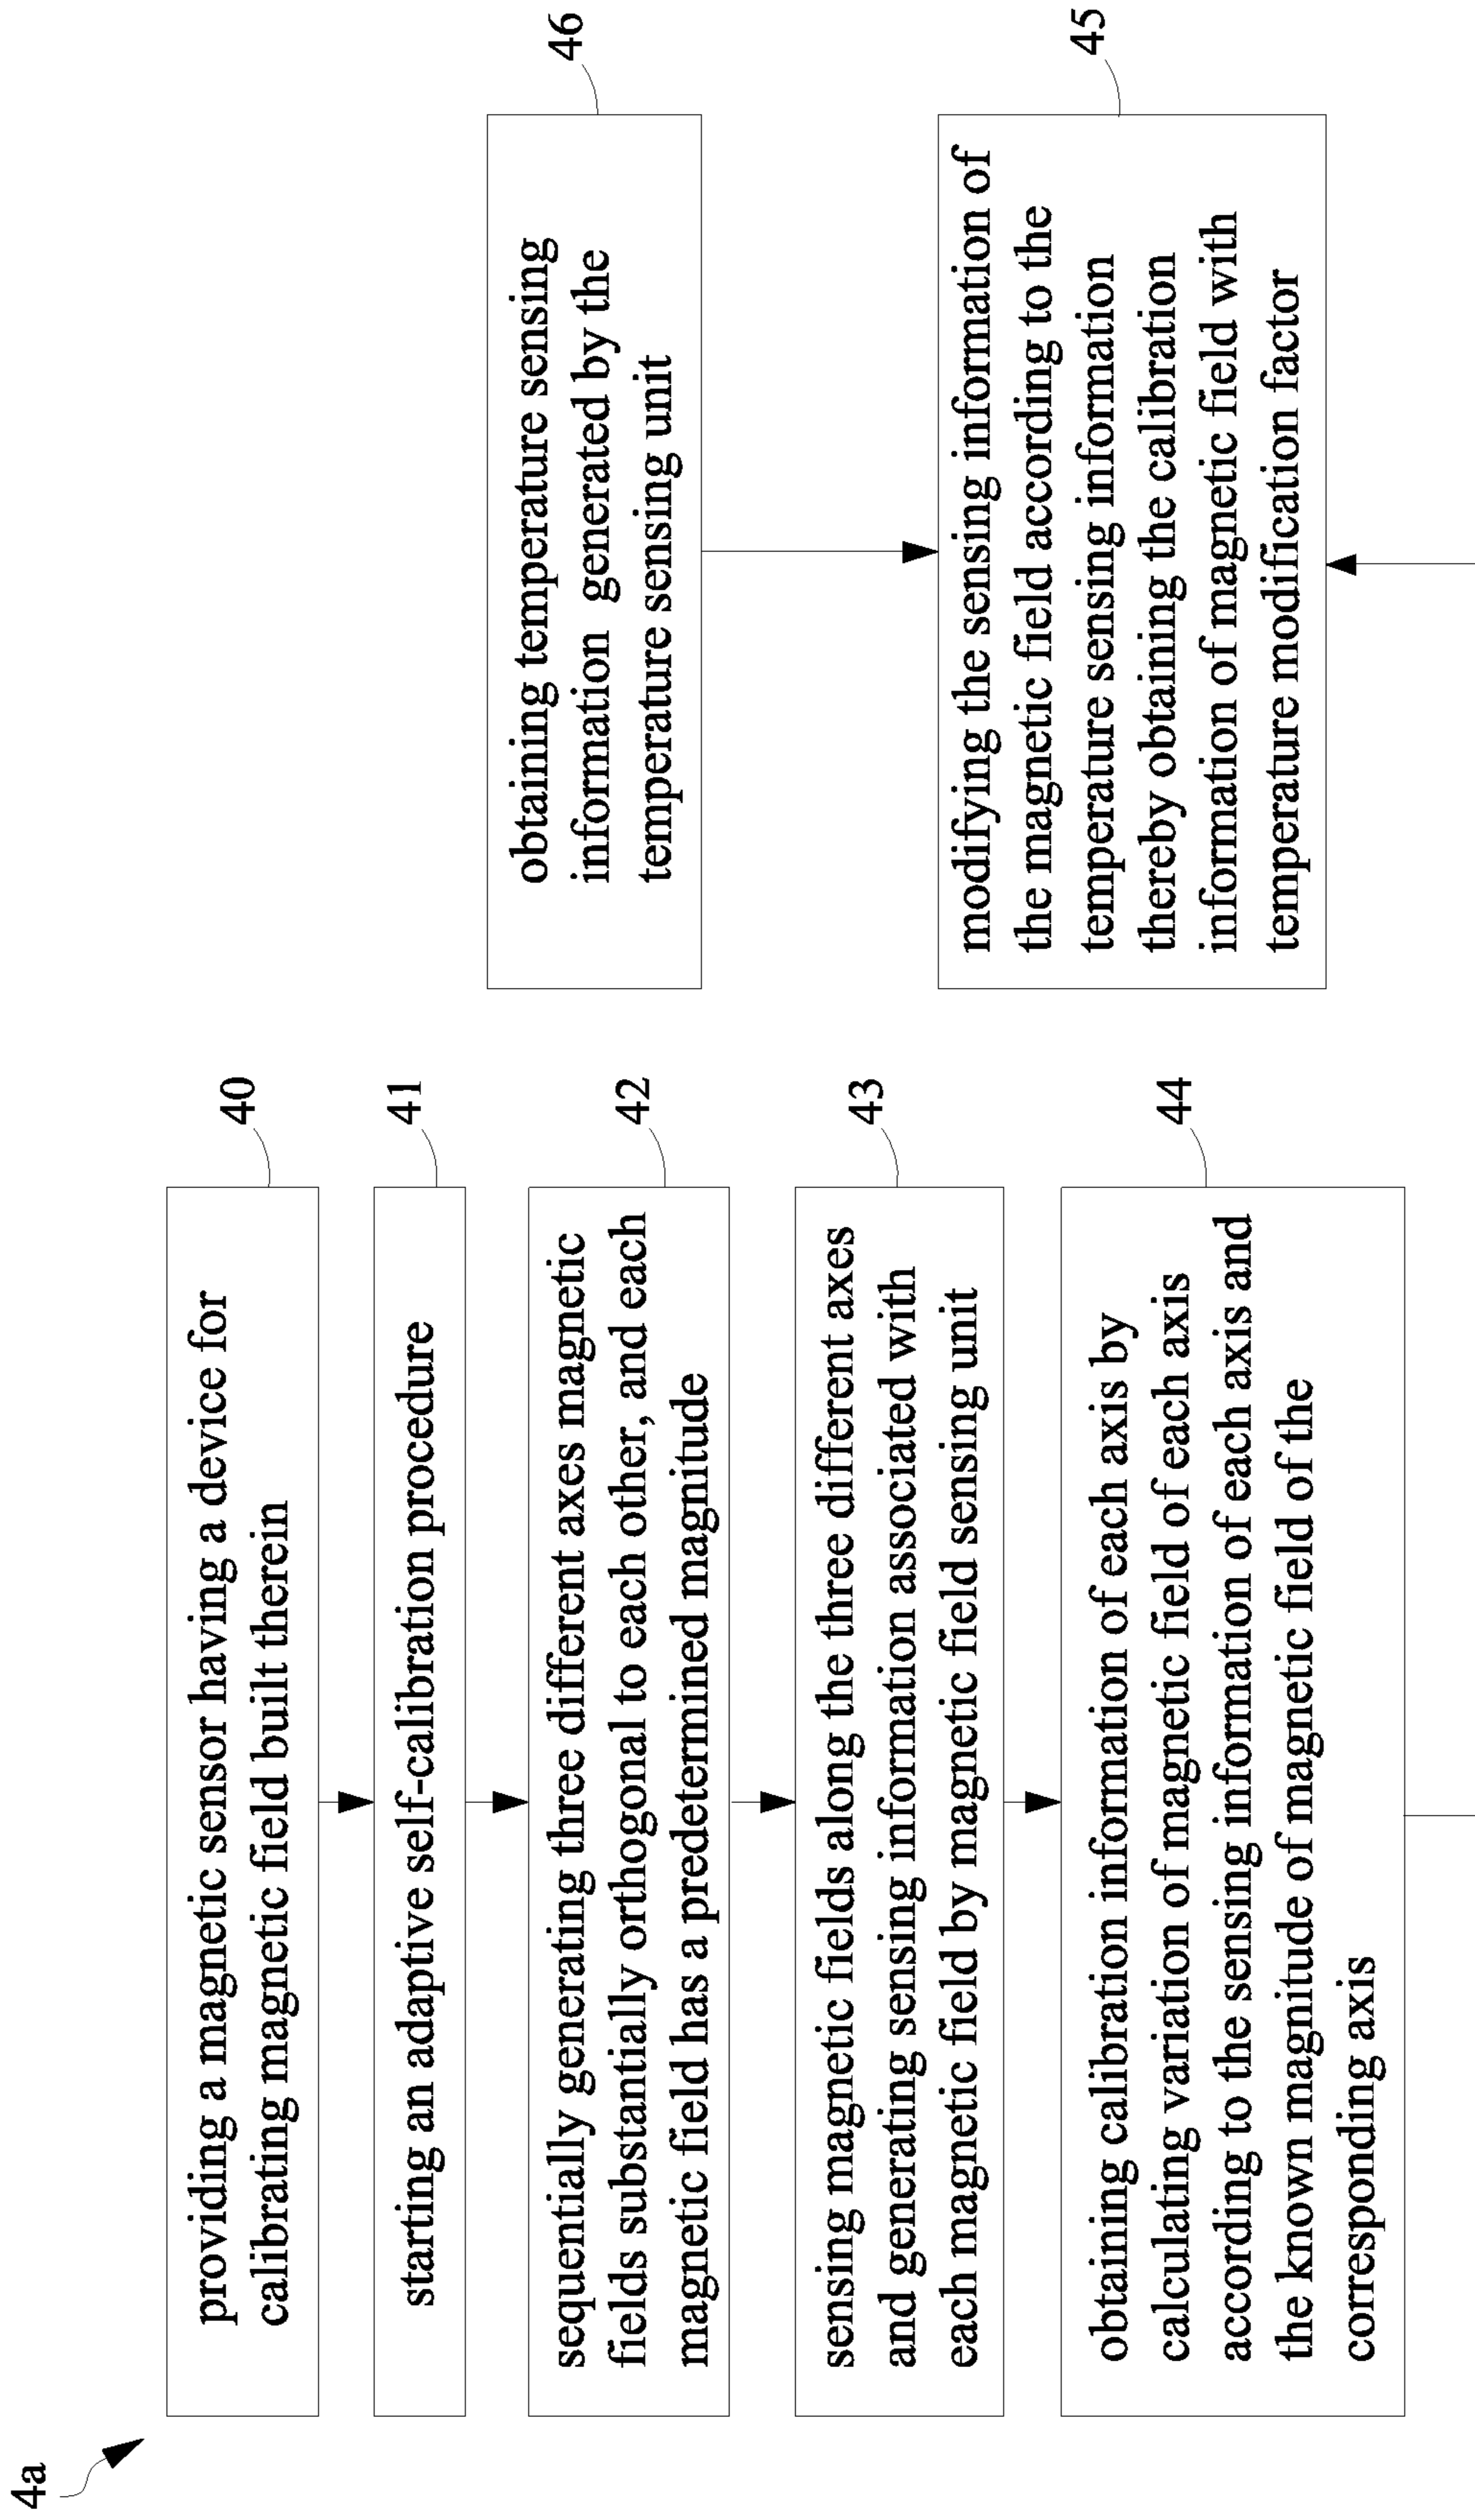 4a
providing a magnetic sensor having a device for
calibrating magnetic field built therein
40
starting an adaptive self-calibration procedure
41
sequentially generating three different axes magnetic
fields substantially orthogonal to each other, and each
magnetic field has a predetermined magnitude
42
sensing magnetic fields along the three different axes
and generating sensing information associated with
each magnetic field by magnetic field sensing unit
43
obtaining calibration information of each axis by
calculating variation of magnetic field of each axis
according to the sensing information of each axis and
the known magnitude of magnetic field of the
corresponding axis
44
obtaining temperature sensing
information generated by the
temperature sensing unit
46
modifying the sensing information of
the magnetic field according to the
temperature sensing information
thereby obtaining the calibration
information of magnetic field with
temperature modification factor
45